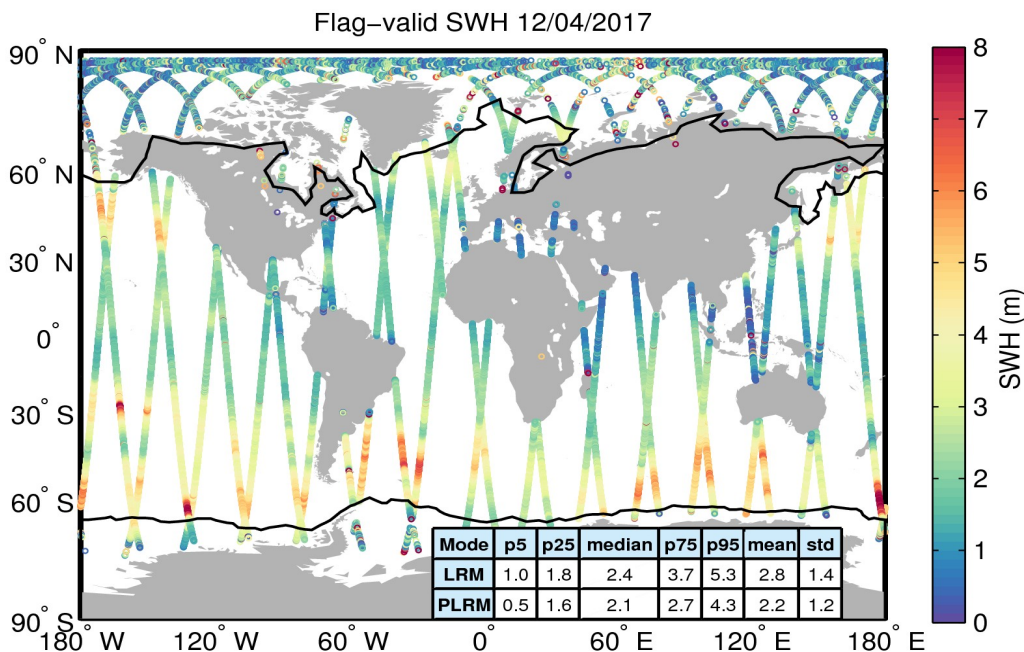 Flag−valid SWH 12/04/2017
90° N
60° N
30° N
0°
30° S
60° S
90° S
180° W
120° W
60° W
0°
60° E
120° E
180° E
8
7
6
5
4
3
2
1
0
SWH (m)
Mode p5 p25 median p75 p95 mean std
LRM 1.0 1.8 2.4 3.7 5.3 2.8 1.4
PLRM 0.5 1.6 2.1 2.7 4.3 2.2 1.2